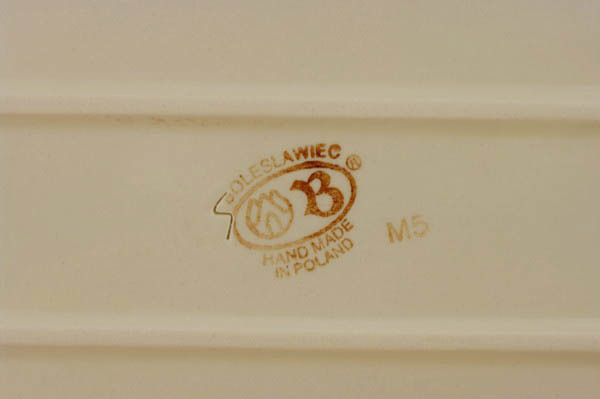 BOLESLAWIEC ®
B
HAND MADE
IN POLAND
M5